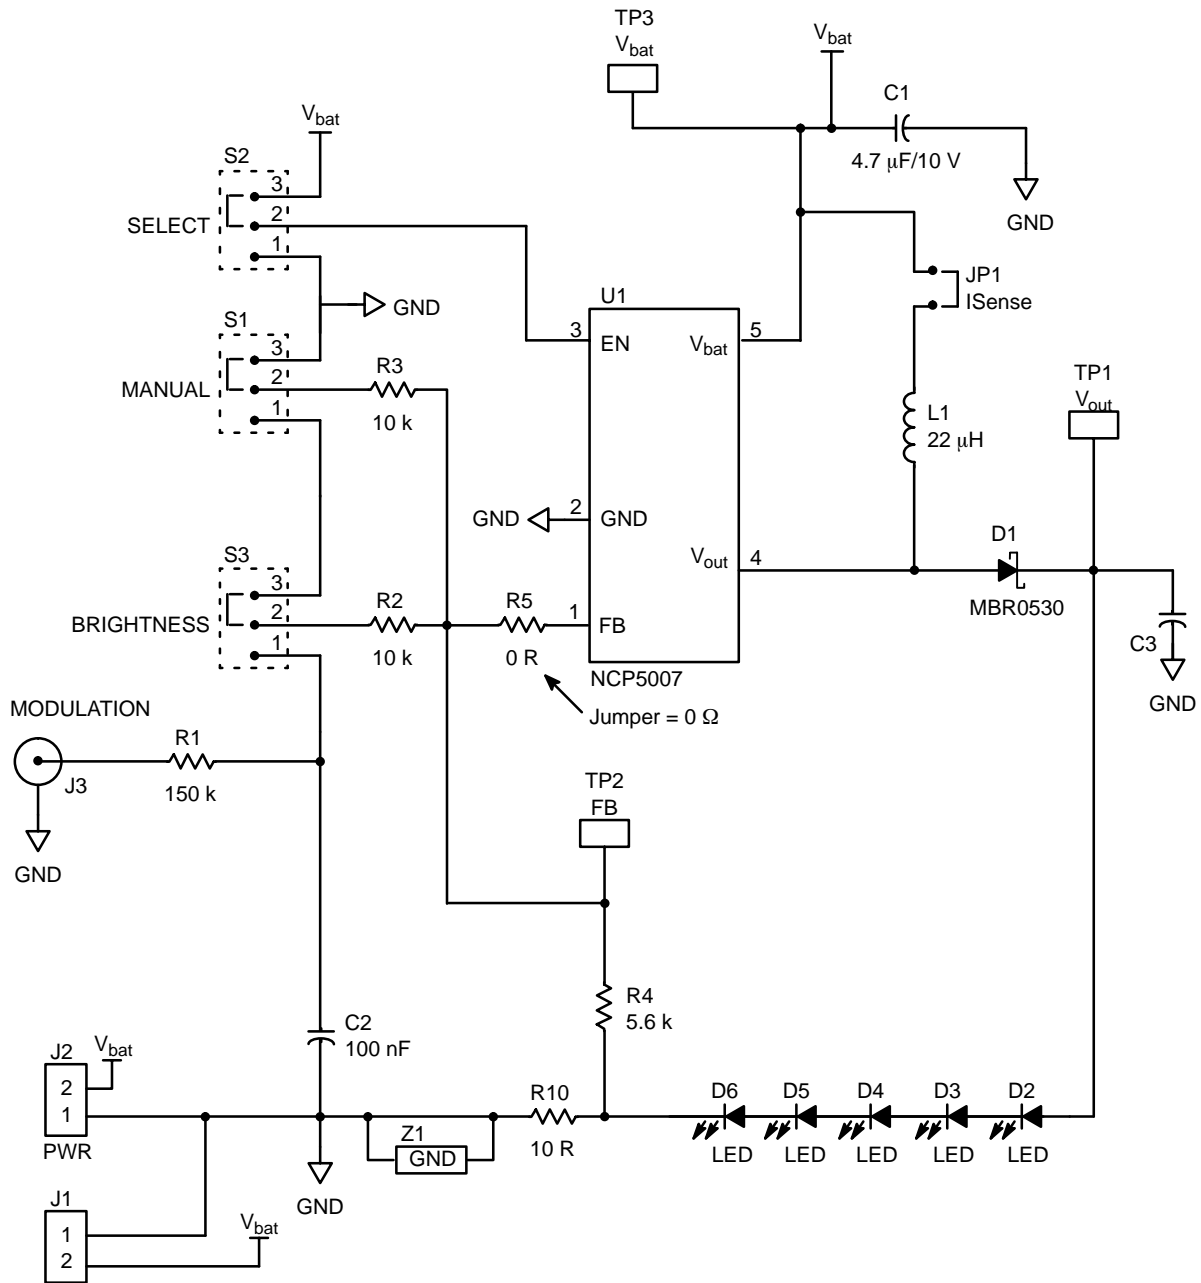 TP3
Vbat
Vbat
C1
4.7 μF/10 V
GND
Vbat
S2
3
2
1
SELECT
GND
S1
3
2
1
MANUAL
R3
10 k
U1
3
EN
Vbat
5
JP1
ISense
L1
22 μH
TP1
Vout
GND
2
GND
Vout
4
D1
MBR0530
C3
GND
S3
3
2
1
BRIGHTNESS
R2
10 k
R5
0 R
1
FB
NCP5007
Jumper = 0 Ω
MODULATION
J3
GND
R1
150 k
TP2
FB
R4
5.6 k
C2
100 nF
J2
Vbat
2
1
PWR
Z1
GND
R10
10 R
D6
D5
D4
D3
D2
LED
LED
LED
LED
LED
GND
J1
1
2
Vbat